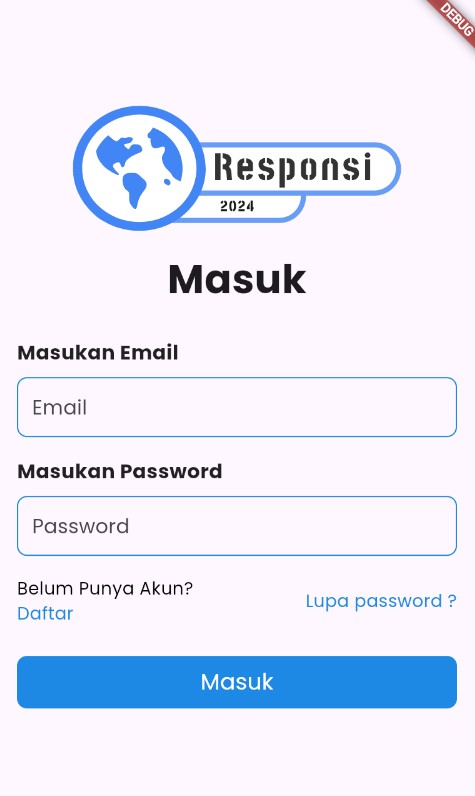 DEBUG
Responsi
2024
Masuk
Masukan Email
Email
Masukan Password
Password
Belum Punya Akun?
Daftar
Lupa password ?
Masuk